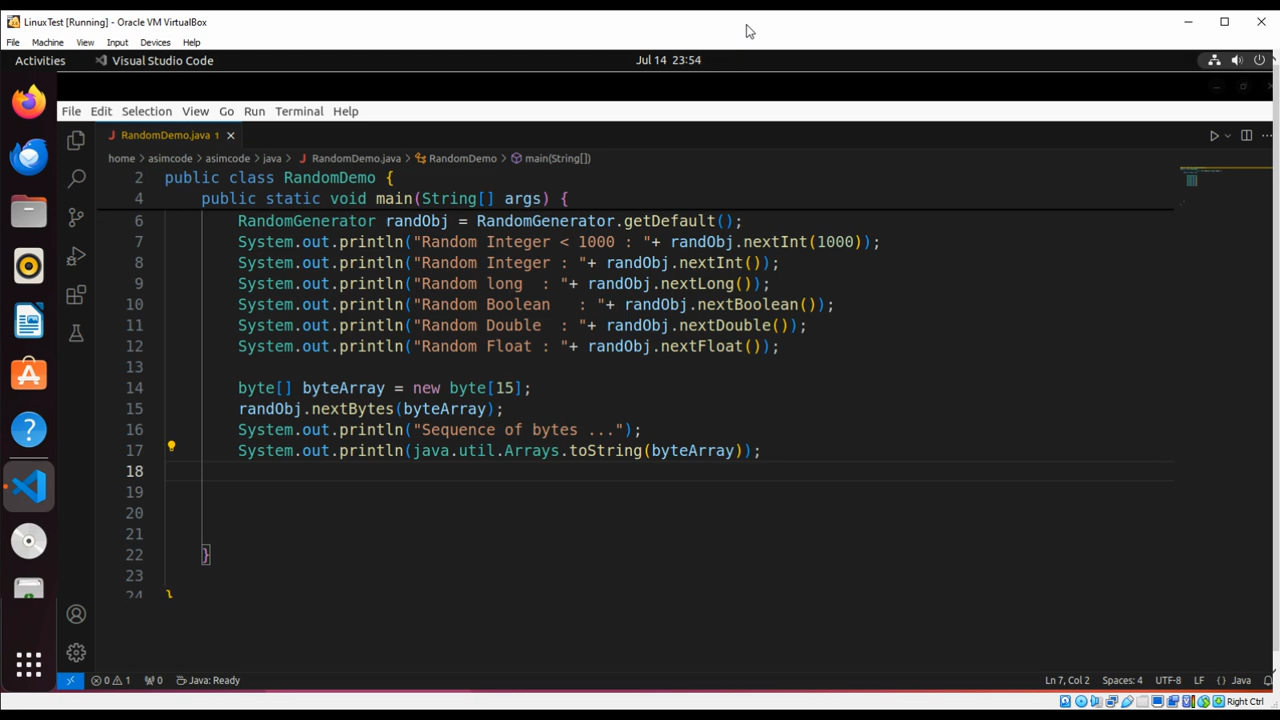 LinuxTest [Running] - Oracle VM VirtualBox
File Machine View Input Devices Help
Activities Visual Studio Code Jul 14 23:54
File Edit Selection View Go Run Terminal Help
J RandomDemo.java 1
home > asimcode > asimcode > java > J RandomDemo.java > RandomDemo > main(String[])
2 public class RandomDemo {
4 public static void main(String[] args) {
6 RandomGenerator randObj = RandomGenerator.getDefault();
7 System.out.println("Random Integer < 1000 : "+ randObj.nextInt(1000));
8 System.out.println("Random Integer : "+ randObj.nextInt());
9 System.out.println("Random long  : "+ randObj.nextLong());
10 System.out.println("Random Boolean   : "+ randObj.nextBoolean());
11 System.out.println("Random Double  : "+ randObj.nextDouble());
12 System.out.println("Random Float : "+ randObj.nextFloat());
13
14 byte[] byteArray = new byte[15];
15 randObj.nextBytes(byteArray);
16 System.out.println("Sequence of bytes ...");
17 System.out.println(java.util.Arrays.toString(byteArray));
18
19
20
21
22 }
23
24 }
0 1 0 Java: Ready Ln 7, Col 2 Spaces: 4 UTF-8 LF {} Java
Right Ctrl